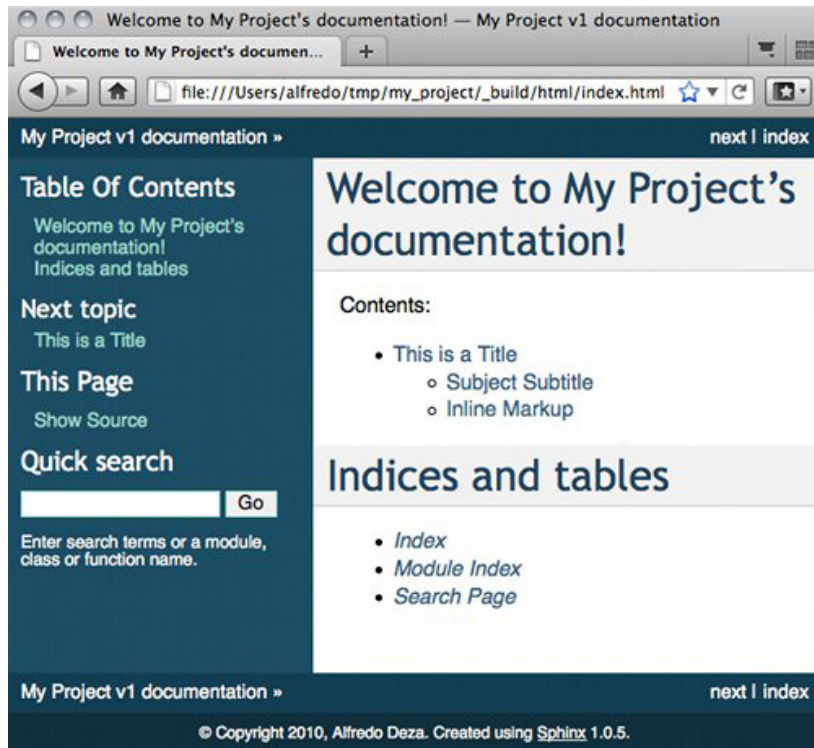 Welcome to My Project's documentation! — My Project v1 documentation
Welcome to My Project's documen...
file:///Users/alfredo/tmp/my_project/_build/html/index.html
My Project v1 documentation »
next | index
Table Of Contents
Welcome to My Project's
documentation!
Indices and tables
Next topic
This is a Title
This Page
Show Source
Quick search
Go
Enter search terms or a module,
class or function name.
Welcome to My Project's
documentation!
Contents:
This is a Title
Subject Subtitle
Inline Markup
Indices and tables
Index
Module Index
Search Page
My Project v1 documentation »
next | index
© Copyright 2010, Alfredo Deza. Created using Sphinx 1.0.5.